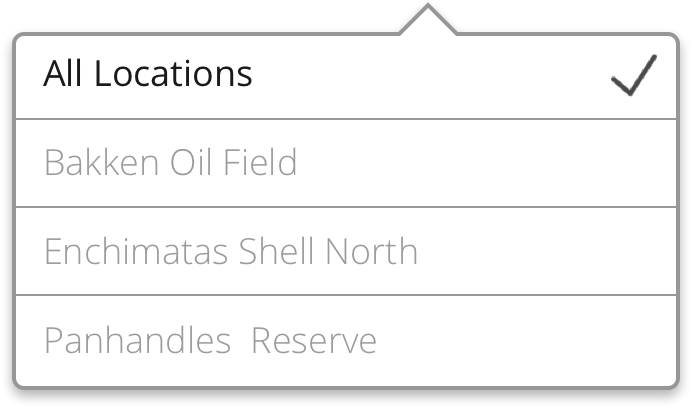 All Locations
Bakken Oil Field
Enchimatas Shell North
Panhandles  Reserve